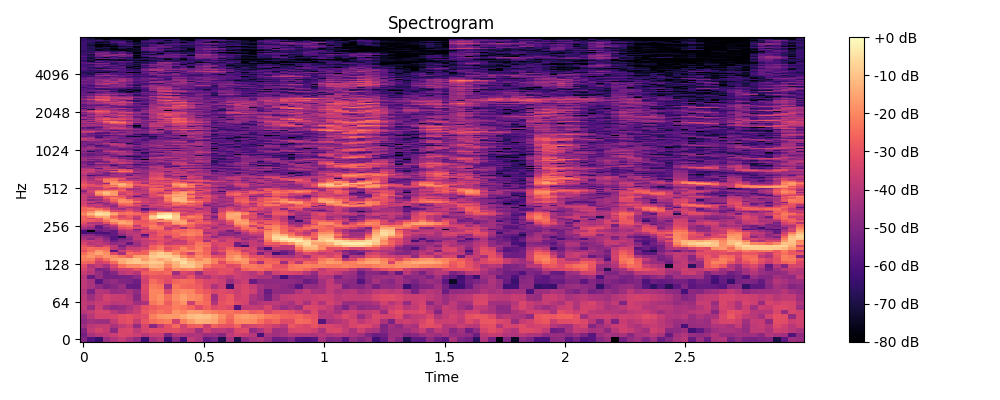 Spectrogram
+0 dB
4096
-10 dB
2048
-20 dB
1024
-30 dB
Hz
512
-40 dB
256
-50 dB
128
-60 dB
64
-70 dB
0
-80 dB
0
0.5
1
1.5
2
2.5
Time